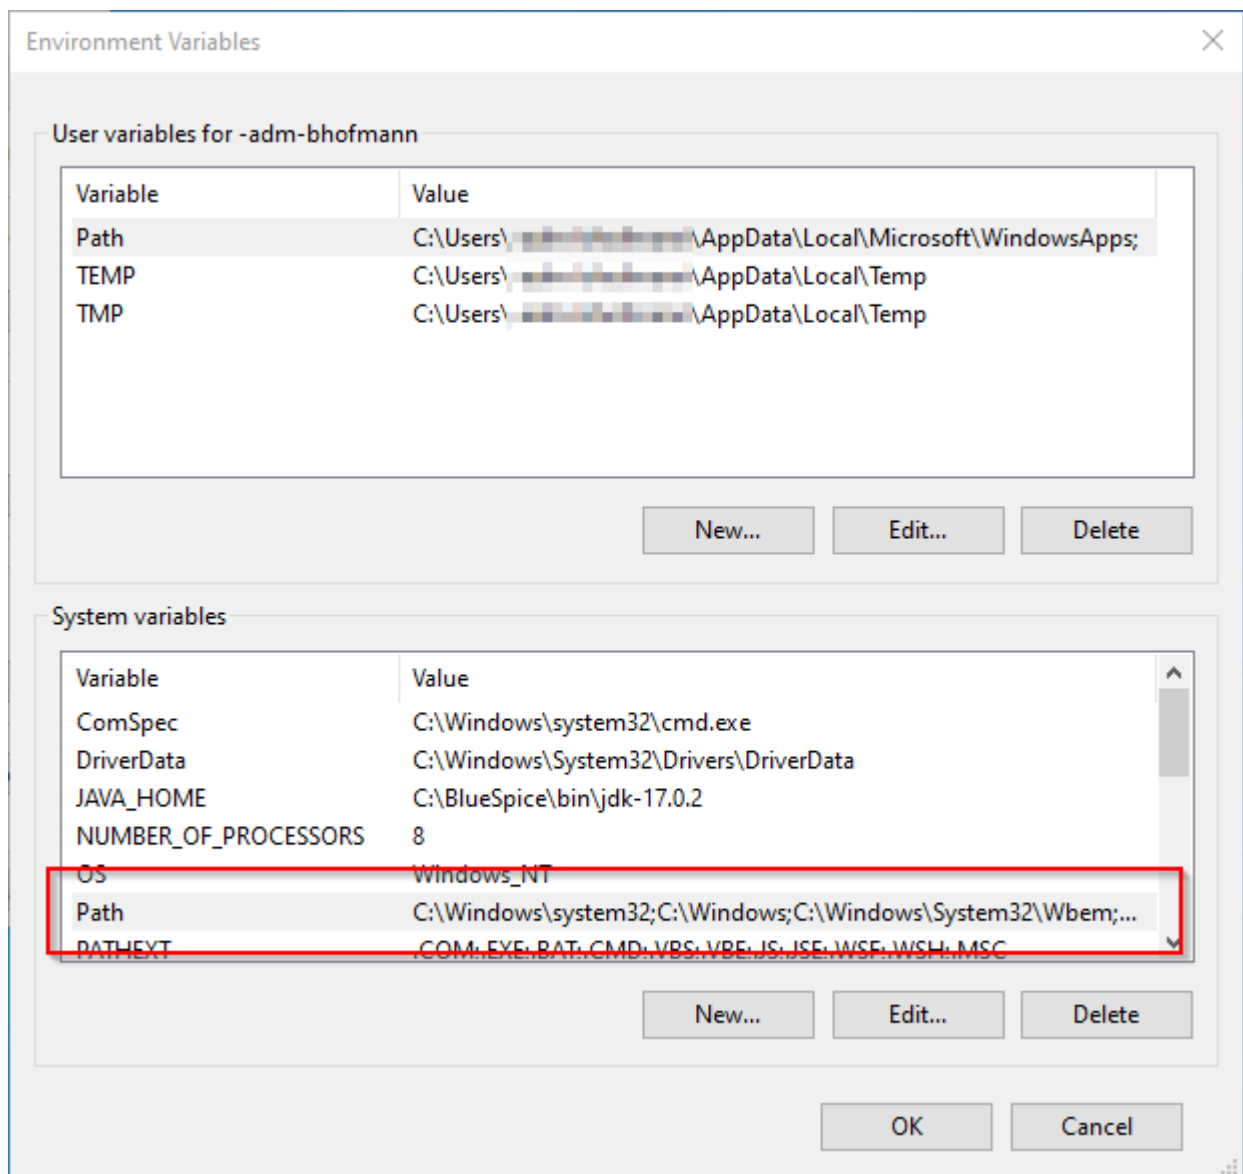 Environment Variables
User variables for -adm-bhofmann
Variable Value
Path C:\Users\ \AppData\Local\Microsoft\WindowsApps;
TEMP C:\Users\ \AppData\Local\Temp
TMP C:\Users\ \AppData\Local\Temp
New... Edit... Delete
System variables
Variable Value
ComSpec C:\Windows\system32\cmd.exe
DriverData C:\Windows\System32\Drivers\DriverData
JAVA_HOME C:\BlueSpice\bin\jdk-17.0.2
NUMBER_OF_PROCESSORS 8
OS Windows_NT
Path C:\Windows\system32;C:\Windows;C:\Windows\System32\Wbem;...
PATHEXT .COM;.EXE;.BAT;.CMD;.VBS;.VBE;.JS;.JSE;.WSF;.WSH;.MSC
New... Edit... Delete
OK Cancel